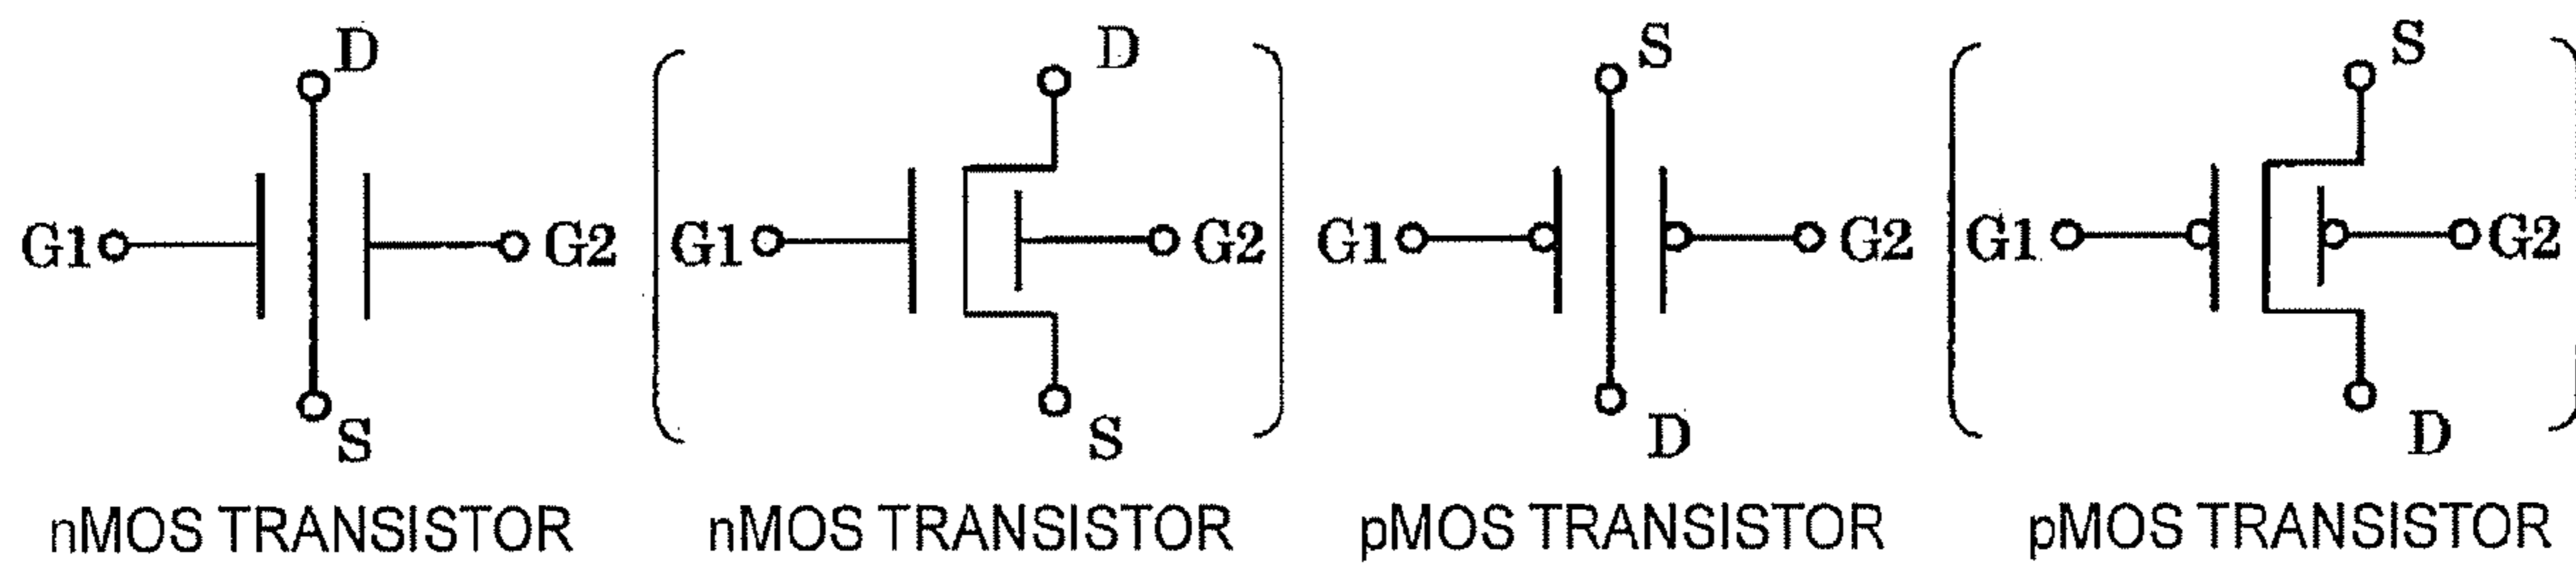 D D S S
G1 G2 G1 G2 G1 G2 G1 G2
S S D D
nMOS TRANSISTOR nMOS TRANSISTOR pMOS TRANSISTOR pMOS TRANSISTOR